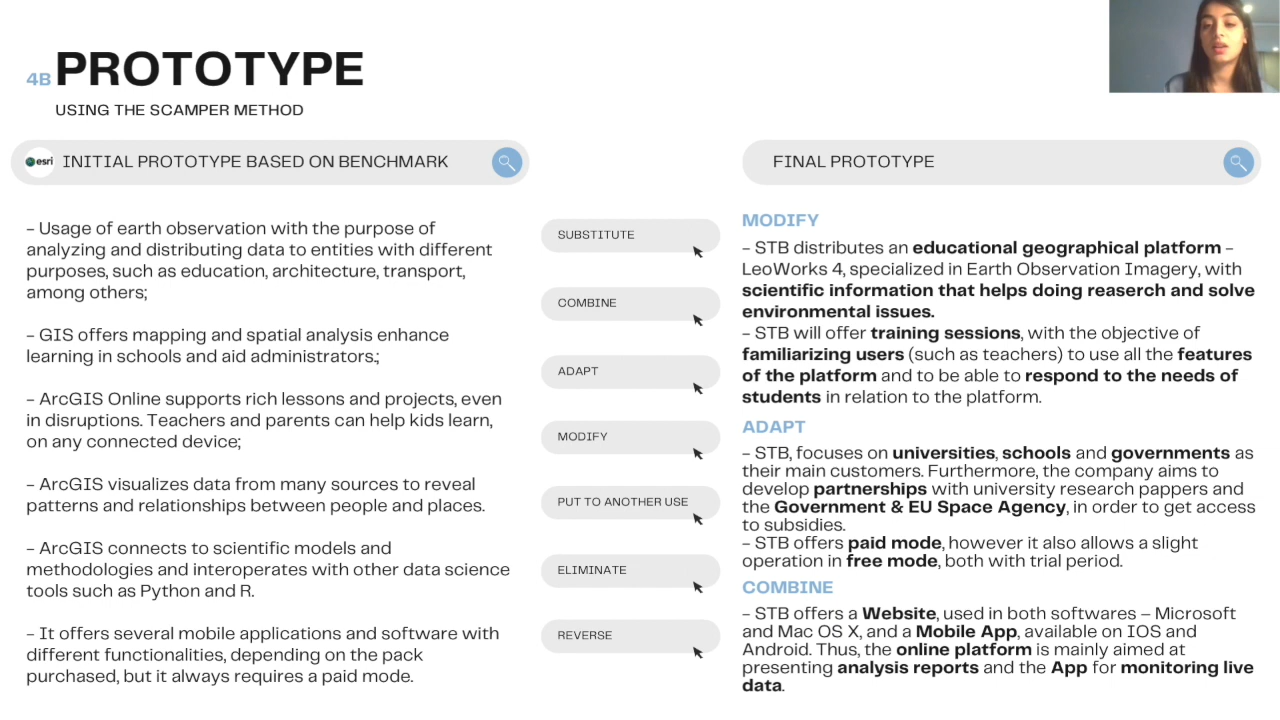 4B PROTOTYPE
USING THE SCAMPER METHOD
esri INITIAL PROTOTYPE BASED ON BENCHMARK
– Usage of earth observation with the purpose of
analyzing and distributing data to entities with different
purposes, such as education, architecture, transport,
among others;
– GIS offers mapping and spatial analysis enhance
learning in schools and aid administrators.;
– ArcGIS Online supports rich lessons and projects, even
in disruptions. Teachers and parents can help kids learn,
on any connected device;
– ArcGIS visualizes data from many sources to reveal
patterns and relationships between people and places.
– ArcGIS connects to scientific models and
methodologies and interoperates with other data science
tools such as Python and R.
– It offers several mobile applications and software with
different functionalities, depending on the pack
purchased, but it always requires a paid mode.
SUBSTITUTE
COMBINE
ADAPT
MODIFY
PUT TO ANOTHER USE
ELIMINATE
REVERSE
FINAL PROTOTYPE
MODIFY
– STB distributes an educational geographical platform –
LeoWorks 4, specialized in Earth Observation Imagery, with
scientific information that helps doing reaserch and solve
environmental issues.
– STB will offer training sessions, with the objective of
familiarizing users (such as teachers) to use all the features
of the platform and to be able to respond to the needs of
students in relation to the platform.
ADAPT
– STB, focuses on universities, schools and governments as
their main customers. Furthermore, the company aims to
develop partnerships with university research pappers and
the Government & EU Space Agency, in order to get access
to subsidies.
– STB offers paid mode, however it also allows a slight
operation in free mode, both with trial period.
COMBINE
– STB offers a Website, used in both softwares – Microsoft
and Mac OS X, and a Mobile App, available on IOS and
Android. Thus, the online platform is mainly aimed at
presenting analysis reports and the App for monitoring live
data.